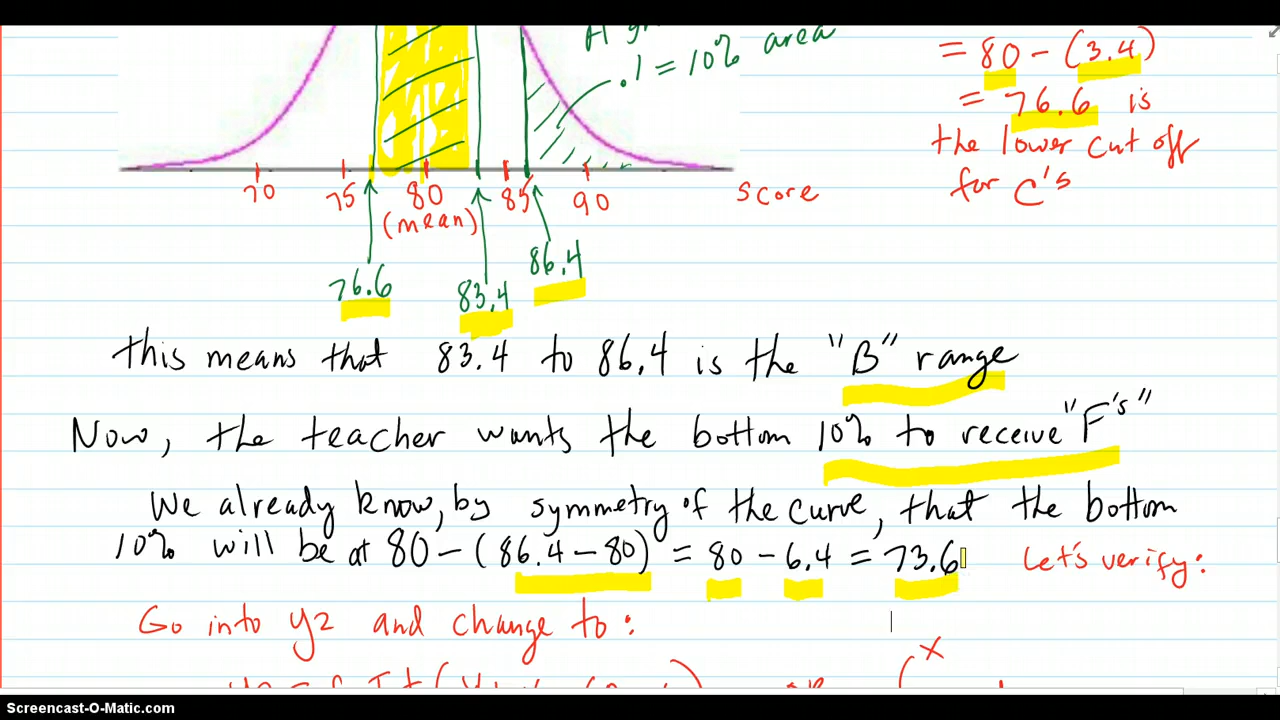 .1 = 10% area
= 80 - (3.4)
= 76.6 is
the lower cut off
for C's
70 75 80 85 90 score
(mean)
76.6 83.4 86.4
this means that 83.4 to 86.4 is the "B" range
Now, the teacher wants the bottom 10% to receive "F's"
We already know, by symmetry of the curve, that the bottom
10% will be at 80 - (86.4 - 80) = 80 - 6.4 = 73.6 Let's verify:
Go into y2 and change to:
x
Screencast-O-Matic.com